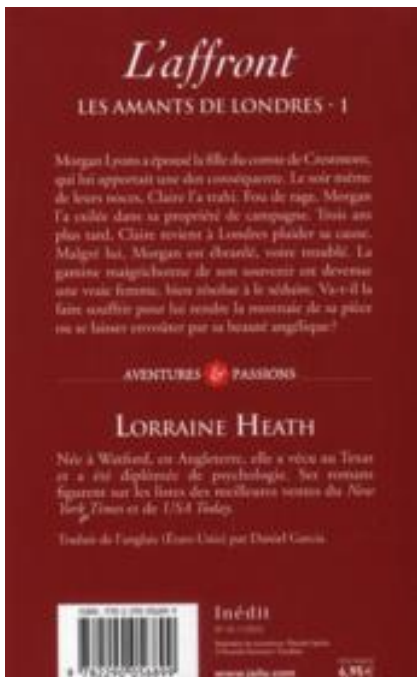 L'affront
LES AMANTS DE LONDRES · 1
Morgan Lyons a épousé la fille du comte de Crestmont,
qui lui apportait une dot conséquente. Le soir même
de leurs noces, Claire l'a trahi. Fou de rage, Morgan
l'a exilée dans sa propriété de campagne. Trois ans
plus tard, Claire revient à Londres plaider sa cause.
Malgré lui, Morgan est ébranlé, voire troublé. La
gamine maigrichonne de son souvenir est devenue
une vraie femme, bien résolue à le séduire. Va-t-il la
faire souffrir pour lui rendre la monnaie de sa pièce
ou se laisser envoûter par sa beauté angélique ?
AVENTURES & PASSIONS
LORRAINE HEATH
Née à Watford, en Angleterre, elle a vécu au Texas
et a été diplômée de psychologie. Ses romans
figurent sur les listes des meilleures ventes du New
York Times et de USA Today.
Traduit de l'anglais (États-Unis) par Daniel Garcia
Inédit
www.jailu.com
6,95 €